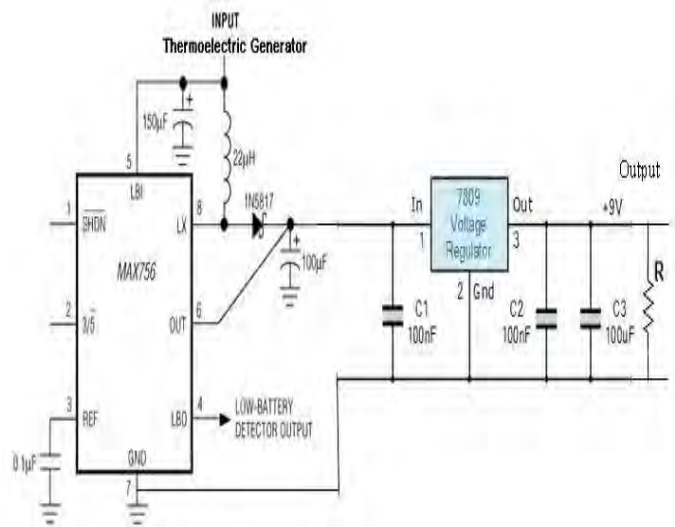 INPUT
Thermoelectric Generator
150µF
22µH
5
LBI
1N5817
1
SHDN
LX
8
MAX756
100µF
2
3/5
OUT
6
3
REF
LBO
4
LOW-BATTERY
DETECTOR OUTPUT
0.1µF
GND
7
In
1
7809
Voltage
Regulator
Out
3
2
Gnd
+9V
Output
R
C1
100nF
C2
100nF
C3
100uF